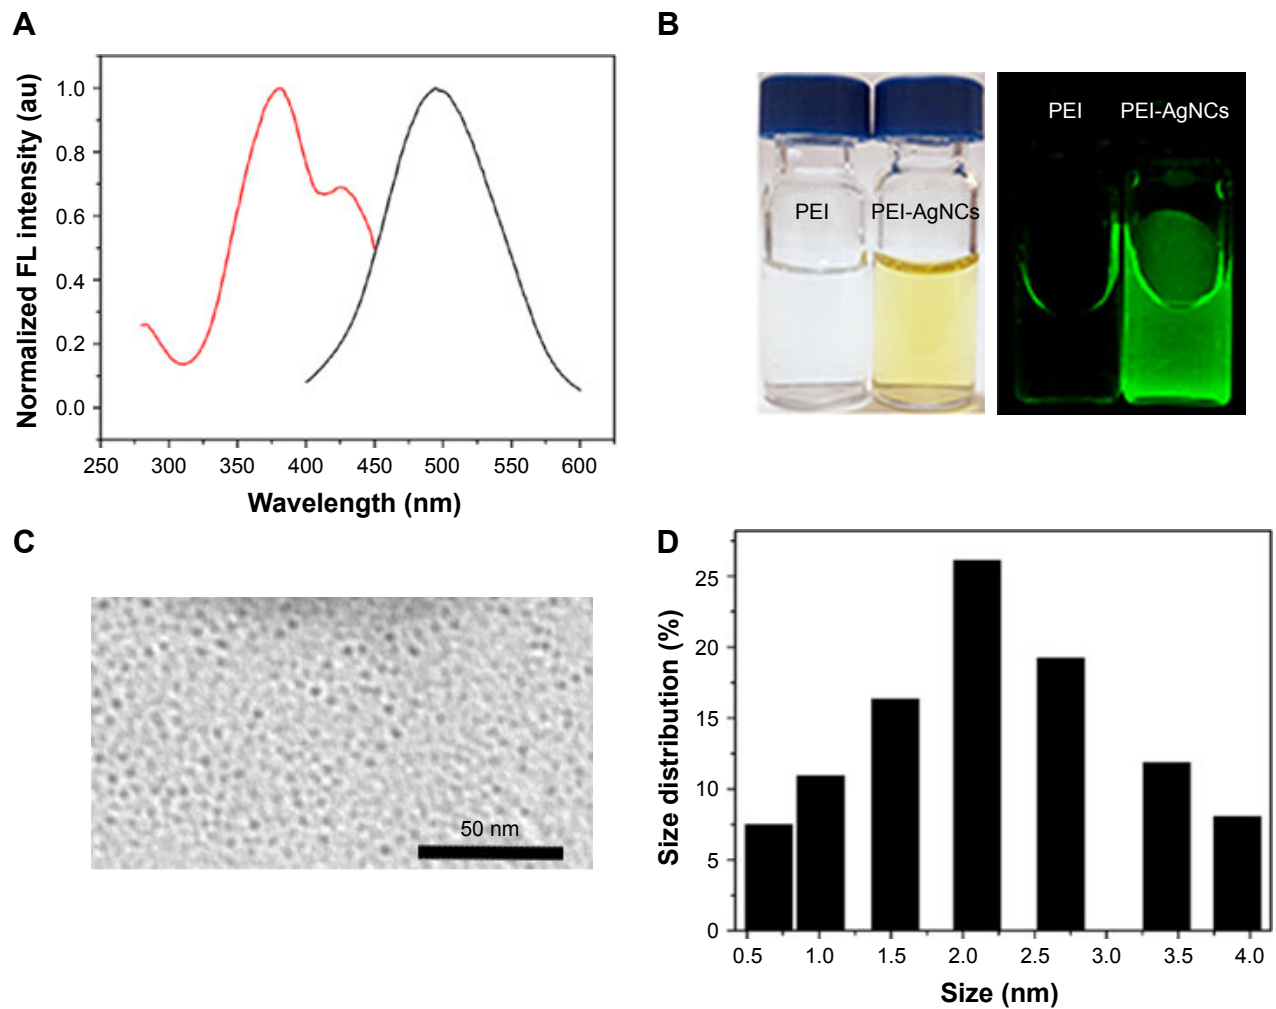 A
Normalized FL intensity (au)
1.0
0.8
0.6
0.4
0.2
0.0
250 300 350 400 450 500 550 600
Wavelength (nm)
B
PEI PEI-AgNCs
PEI PEI-AgNCs
C
50 nm
D
Size distribution (%)
25
20
15
10
5
0
0.5 1.0 1.5 2.0 2.5 3.0 3.5 4.0
Size (nm)